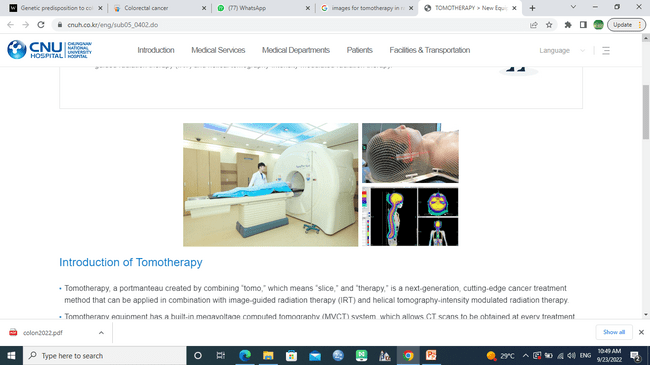 Genetic predisposition to co
Colorectal cancer
(77) WhatsApp
images for tomotherapy in r
TOMOTHERAPY > New Equi
cnuh.co.kr/eng/sub05_0402.do
Update
CNU
HOSPITAL
CHUNGNAM
NATIONAL
UNIVERSITY
HOSPITAL
Introduction
Medical Services
Medical Departments
Patients
Facilities & Transportation
Language
Introduction of Tomotherapy
Tomotherapy, a portmanteau created by combining "tomo," which means "slice," and "therapy," is a next-generation, cutting-edge cancer treatment
method that can be applied in combination with image-guided radiation therapy (IRT) and helical tomography-intensity modulated radiation therapy.
Tomotherapy equipment has a built-in megavoltage computed tomography (MVCT) system, which allows CT scans to be obtained at every treatment
colon2022.pdf
Show all
Type here to search
29°C
ENG
10:49 AM
9/23/2022